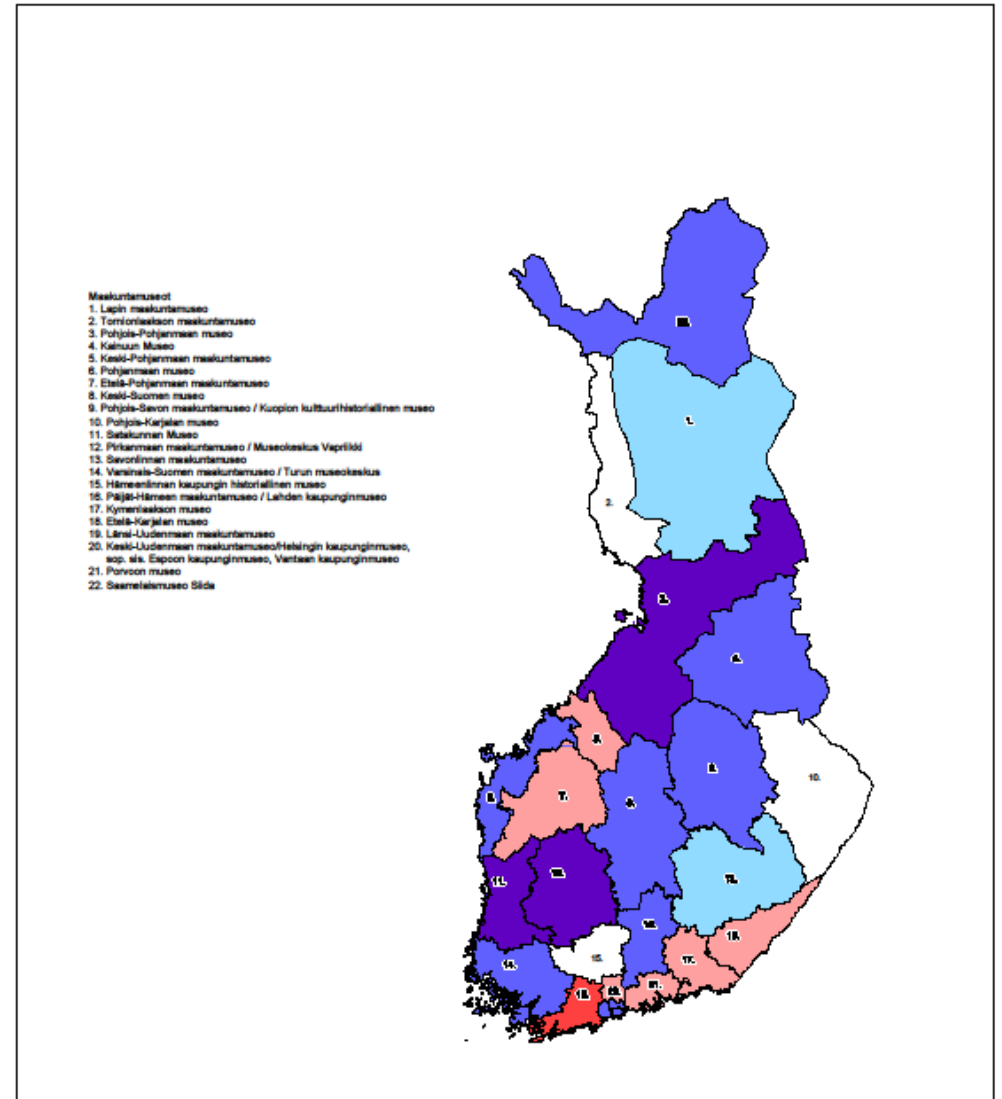 Maakuntamuseot
1. Lapin maakuntamuseo
2. Tornionlaakson maakuntamuseo
3. Pohjois-Pohjanmaan museo
4. Kainuun Museo
5. Keski-Pohjanmaan maakuntamuseo
6. Pohjanmaan museo
7. Etelä-Pohjanmaan maakuntamuseo
8. Keski-Suomen museo
9. Pohjois-Savon maakuntamuseo / Kuopion kulttuurihistoriallinen museo
10. Pohjois-Karjalan museo
11. Satakunnan Museo
12. Pirkanmaan maakuntamuseo / Museokeskus Vapriikki
13. Savonlinnan maakuntamuseo
14. Varsinais-Suomen maakuntamuseo / Turun museokeskus
15. Hämeenlinnan kaupungin historiallinen museo
16. Päijät-Hämeen maakuntamuseo / Lahden kaupunginmuseo
17. Kymenlaakson museo
18. Etelä-Karjalan museo
19. Länsi-Uudenmaan maakuntamuseo
20. Keski-Uudenmaan maakuntamuseo/Helsingin kaupunginmuseo,
sop. sis. Espoon kaupunginmuseo, Vantaan kaupunginmuseo
21. Porvoon museo
22. Saamelaismuseo Siida
1.
2.
10.
7.
11.
14.
15.
17.